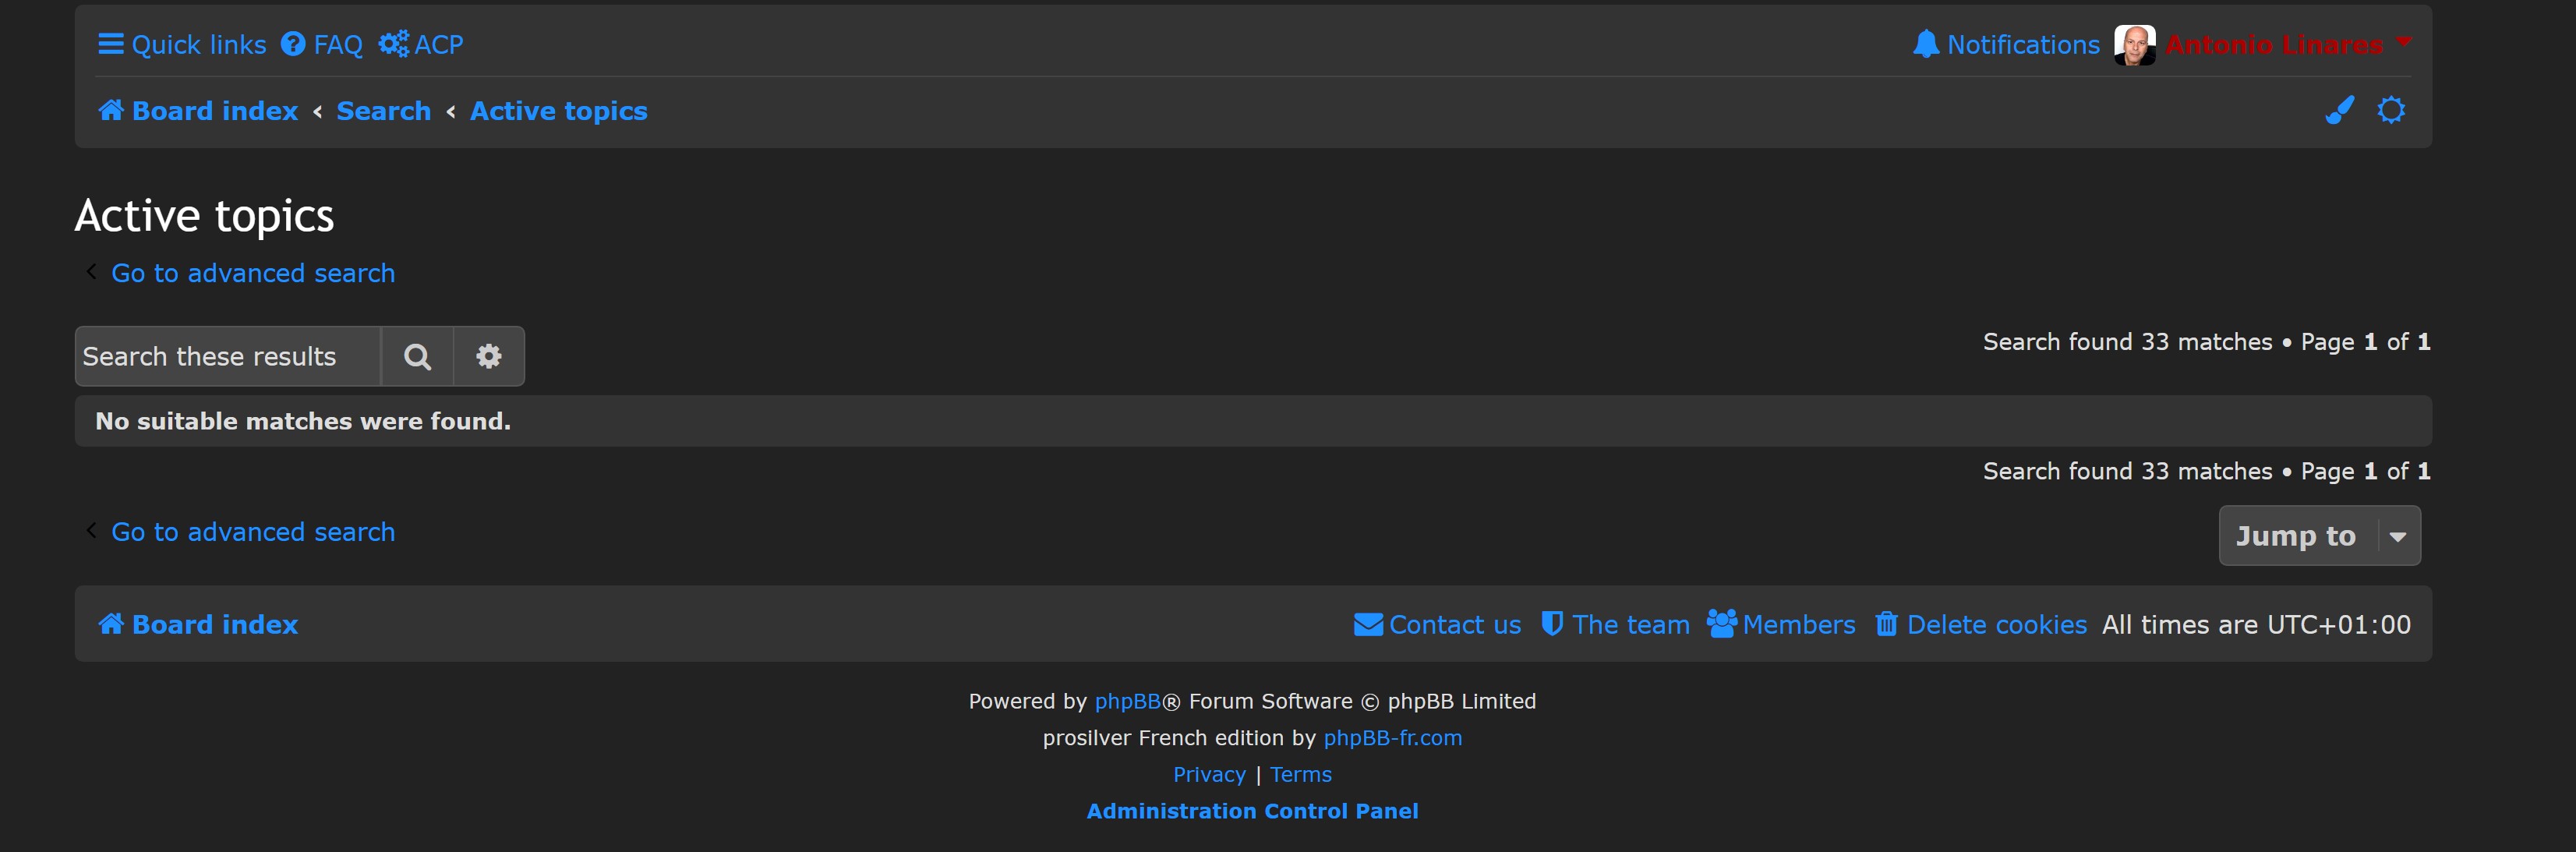 Quick links FAQ ACP Notifications Antonio Linares
Board index ‹ Search ‹ Active topics
Active topics
Go to advanced search
Search these results
Search found 33 matches • Page 1 of 1
No suitable matches were found.
Search found 33 matches • Page 1 of 1
Go to advanced search
Jump to
Board index Contact us The team Members Delete cookies All times are UTC+01:00
Powered by phpBB® Forum Software © phpBB Limited
prosilver French edition by phpBB-fr.com
Privacy | Terms
Administration Control Panel